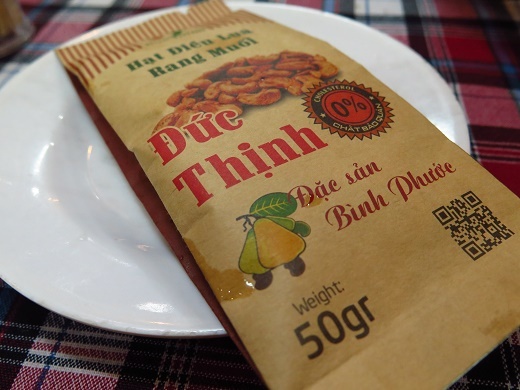 Hạt Điều Lụa
Rang Muối
CHOLESTEROL
0%
CHẤT BẢO QUẢN
Đức
Thịnh
Đặc sản
Bình Phước
Weight:
50gr